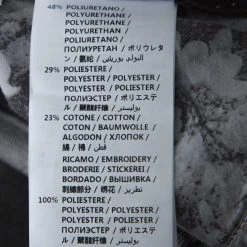 48% POLIURETANO /
POLYURETHANE /
POLYURETHANE /
POLYURETHAN /
POLIURETANO /
ПОЛИУРЕТАН / ポリウレタ
ン / 氨纶 / البولي يوريثين
29% POLIESTERE /
POLYESTER / POLYESTER
/ POLYESTER / POLIÉSTER /
ПОЛИЭСТЕР / ポリエステ
ル / 聚酯纤维 / بوليستر
23% COTONE / COTTON /
COTON / BAUMWOLLE /
ALGODON / ХЛОПОК /
綿 / 棉 / قطن
RICAMO / EMBROIDERY /
BRODERIE / STICKEREI /
BORDADO / ВЫШИВКА /
刺繍部分 / 绣花 / تطريز
100% POLIESTERE /
POLYESTER / POLYESTER
/ POLYESTER / POLIÉSTER /
ПОЛИЭСТЕР / ポリエステ
ル / 聚酯纤维 / بوليستر